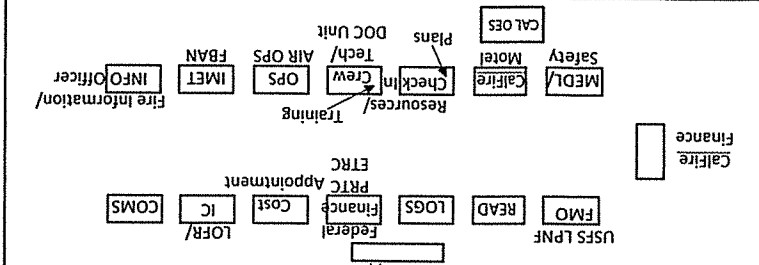 USFS LPNF
FMO
READ
LOGS
Federal
Finance
PRTC
ETRC
Cost
Appointment
LOFR/
IC
COMS
CalFire
Finance
MEDL/
Safety
CalFire
Motel
CAL OES
Resources/
Check In
Plans
Training
Crew
Tech/
DOC Unit
OPS
AIR OPS
IMET
FBAN
Fire Information/
INFO Officer